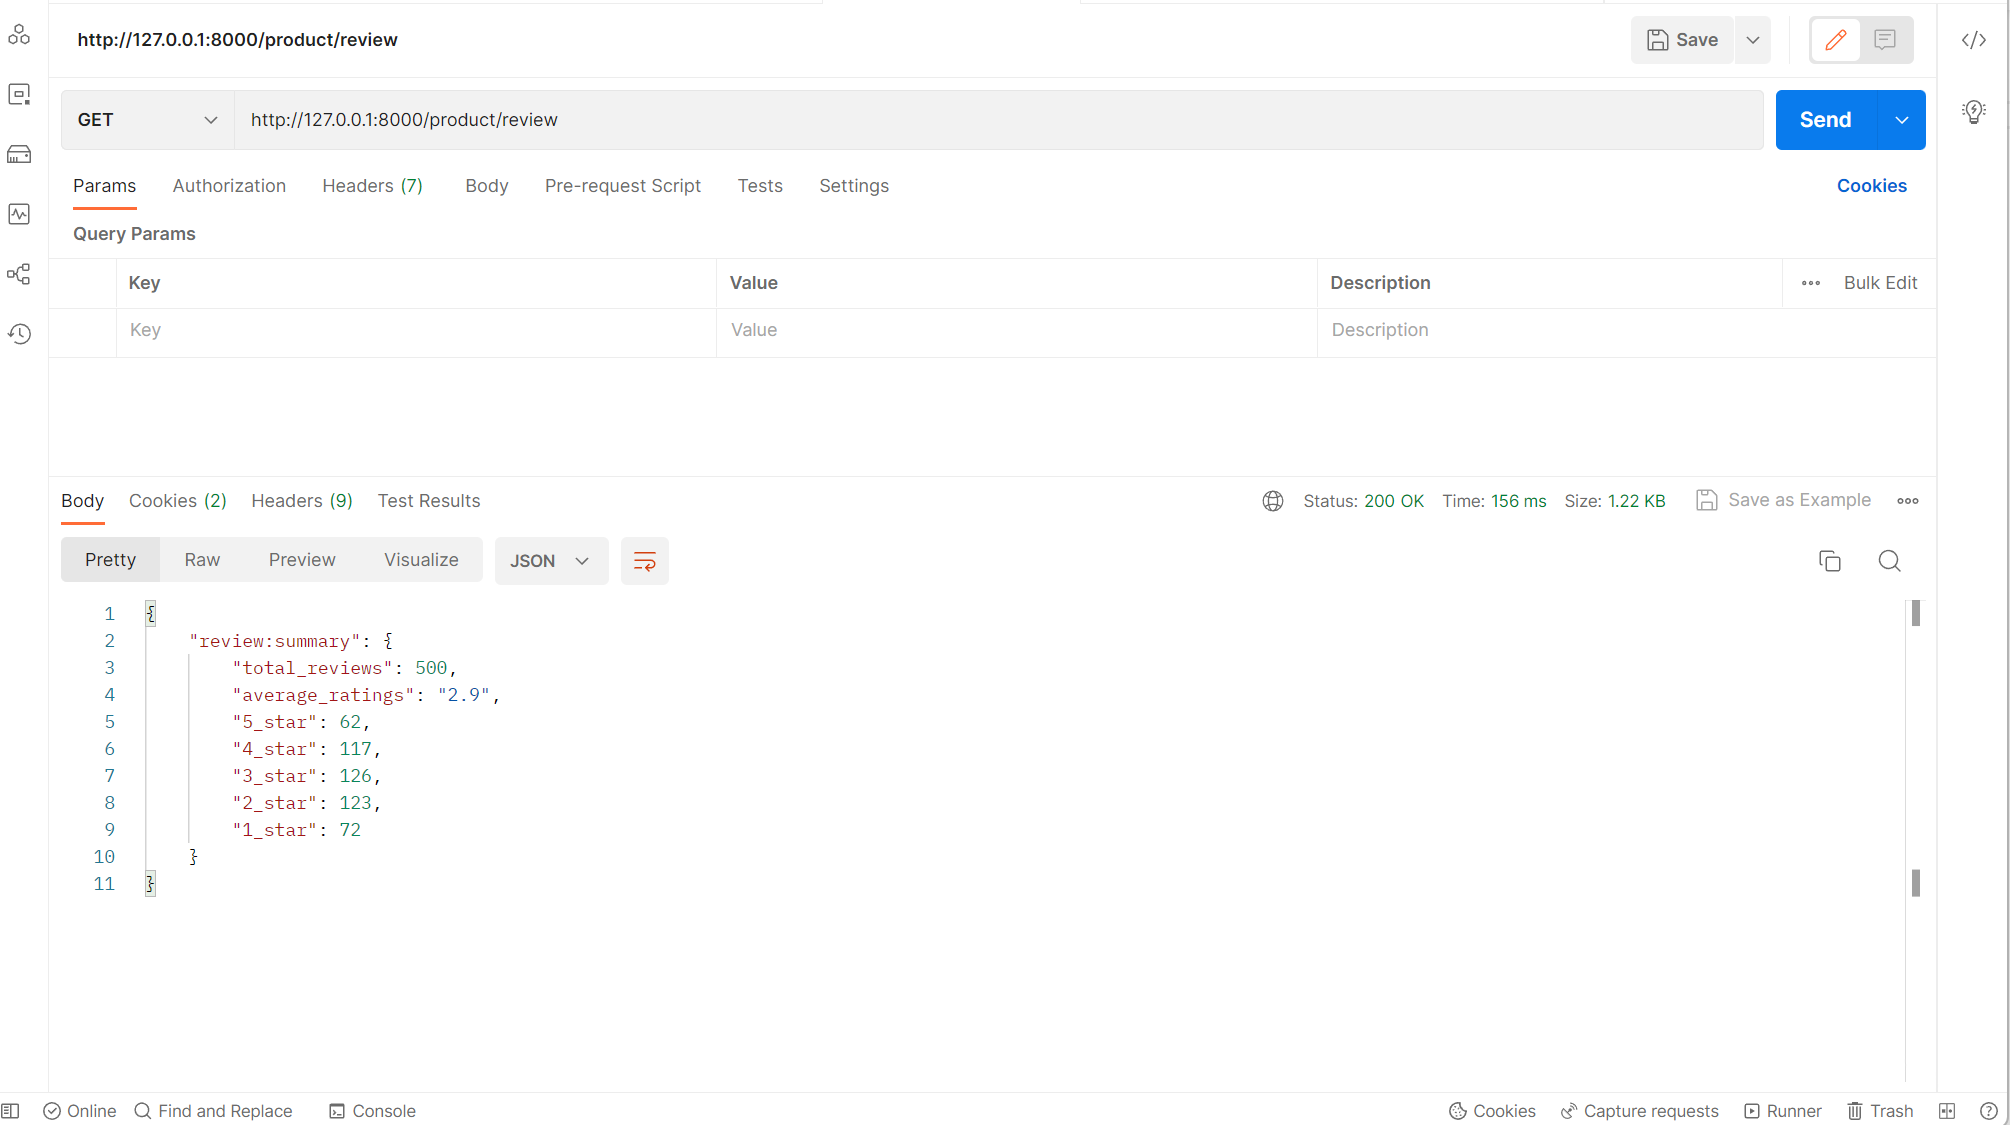 http://127.0.0.1:8000/product/review
Save
GET
http://127.0.0.1:8000/product/review
Send
Params Authorization Headers (7) Body Pre-request Script Tests Settings Cookies
Query Params
Key Value Description Bulk Edit
Key Value Description
Body Cookies (2) Headers (9) Test Results Status: 200 OK Time: 156 ms Size: 1.22 KB Save as Example
Pretty Raw Preview Visualize JSON
1 {
2 "review:summary": {
3 "total_reviews": 500,
4 "average_ratings": "2.9",
5 "5_star": 62,
6 "4_star": 117,
7 "3_star": 126,
8 "2_star": 123,
9 "1_star": 72
10 }
11 }
Online Find and Replace Console Cookies Capture requests Runner Trash